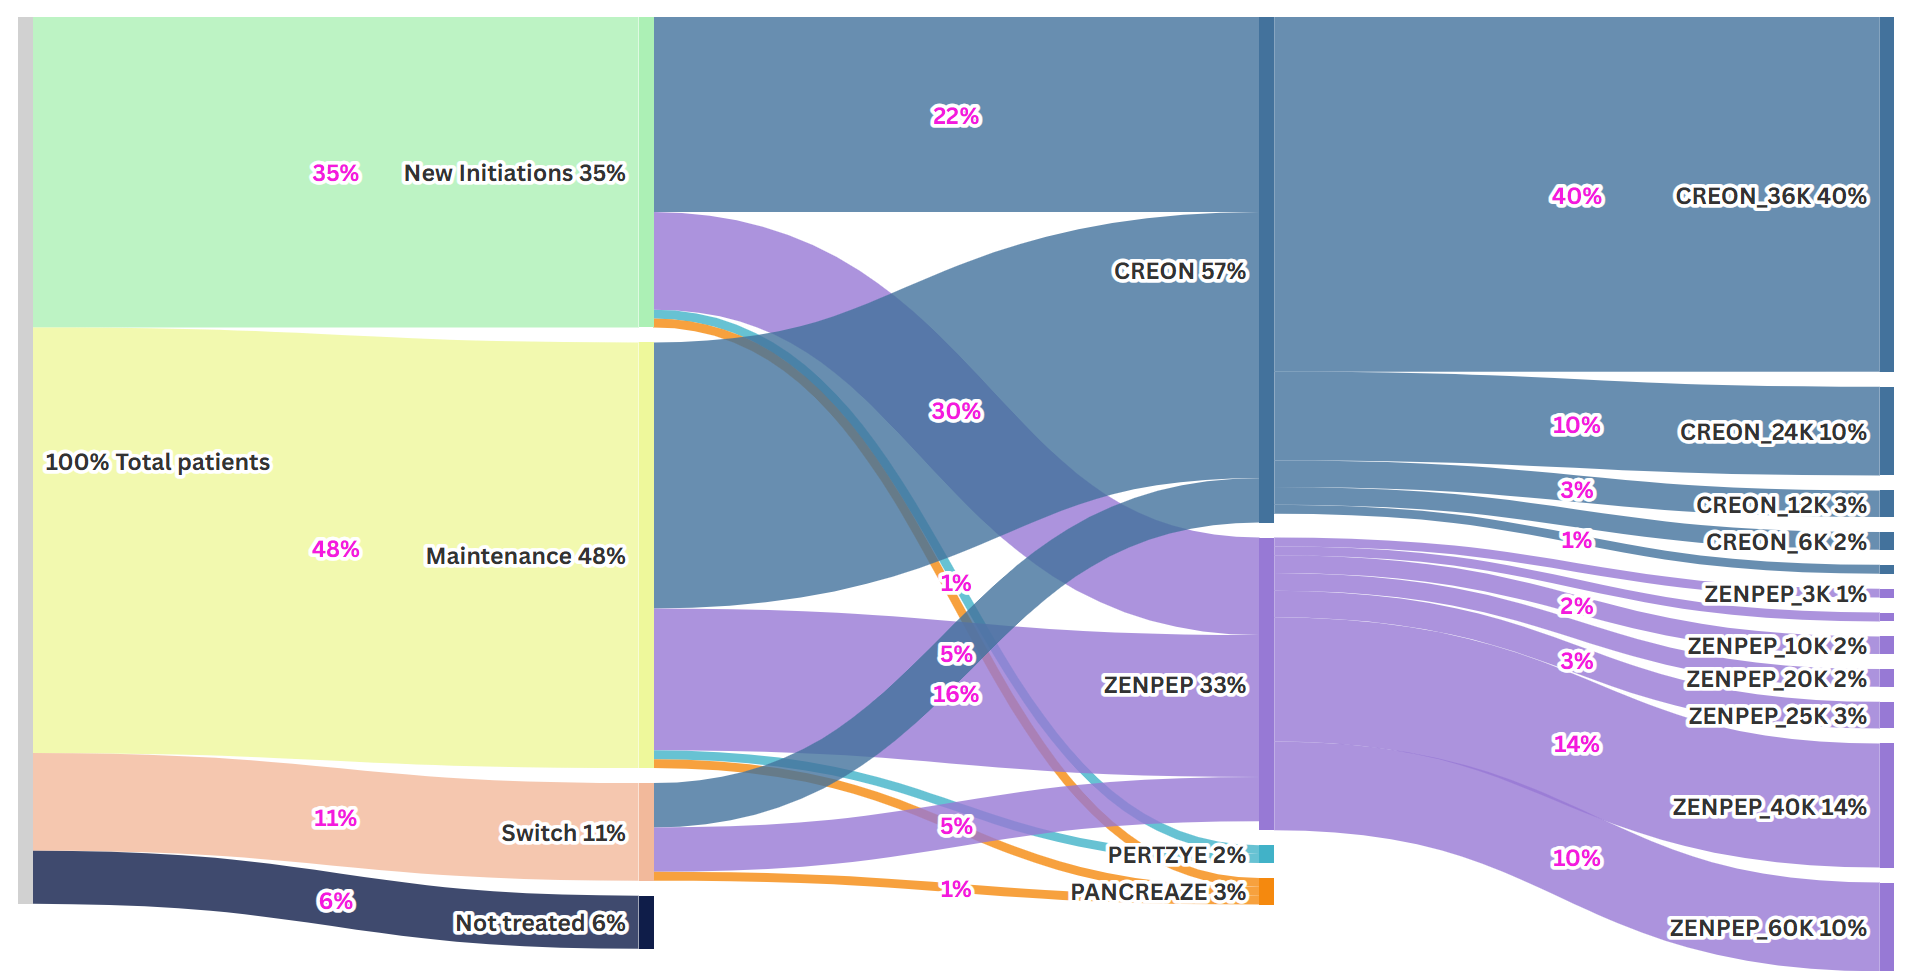 100% Total patients
35%
New Initiations 35%
48%
Maintenance 48%
11%
Switch 11%
6%
Not treated 6%
22%
30%
1%
5%
16%
5%
1%
CREON 57%
ZENPEP 33%
PERTZYE 2%
PANCREAZE 3%
40%
10%
3%
1%
2%
3%
14%
10%
CREON_36K 40%
CREON_24K 10%
CREON_12K 3%
CREON_6K 2%
ZENPEP_3K 1%
ZENPEP_10K 2%
ZENPEP_20K 2%
ZENPEP_25K 3%
ZENPEP_40K 14%
ZENPEP_60K 10%